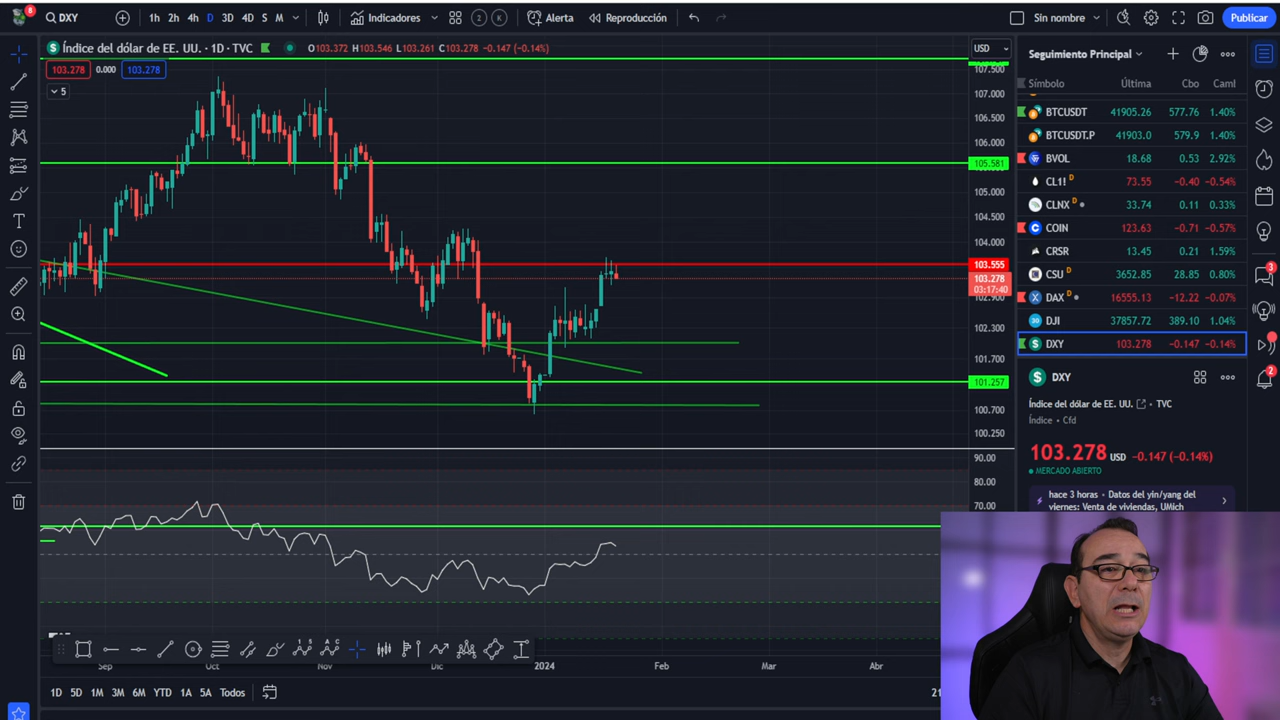 8 DXY 1h 2h 4h D 3D 4D S M Indicadores 2 K Alerta Reproducción Sin nombre Publicar
Índice del dólar de EE. UU. · 1D · TVC O103.372 H103.546 L103.261 C103.278 −0.147 (−0.14%)
103.278 0.000 103.278
5
USD
107.500
107.000
106.500
106.000
105.581
105.000
104.500
104.000
103.555
103.278
03:17:40
102.900
102.300
101.700
101.257
100.700
100.250
90.00
80.00
70.00
Sep Oct Nov Dic 2024 Feb Mar Abr
1D 5D 1M 3M 6M YTD 1A 5A Todos
21
Seguimiento Principal
Símbolo Última Cbo Caml
BTCUSDT 41905.26 577.76 1.40%
BTCUSDT.P 41903.0 579.9 1.40%
BVOL 18.68 0.53 2.92%
CL1! D 73.55 −0.40 −0.54%
CLNX D 33.74 0.11 0.33%
COIN 123.63 −0.71 −0.57%
CRSR 13.45 0.21 1.59%
CSU D 3652.85 28.85 0.80%
DAX D 16555.13 −12.22 −0.07%
DJI 37857.72 389.10 1.04%
DXY 103.278 −0.147 −0.14%
DXY
Índice del dólar de EE. UU. • TVC
Índice • Cfd
103.278 USD −0.147 (−0.14%)
MERCADO ABIERTO
hace 3 horas • Datos del yin/yang del
viernes: Venta de viviendas, UMich
3
2